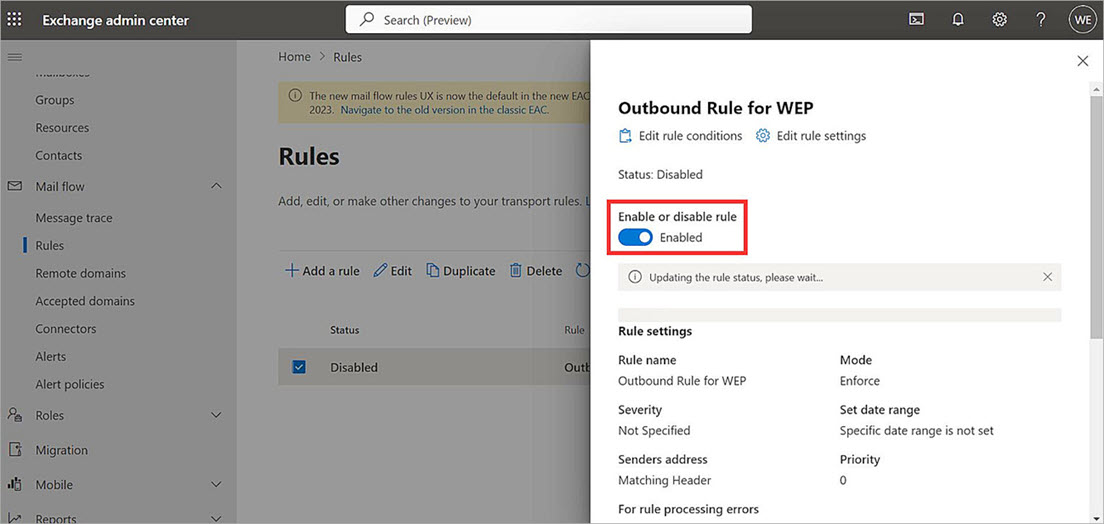 Exchange admin center
Search (Preview)
WE
Mailboxes
Groups
Resources
Contacts
Mail flow
Message trace
Rules
Remote domains
Accepted domains
Connectors
Alerts
Alert policies
Roles
Migration
Mobile
Reports
Home > Rules
The new mail flow rules UX is now the default in the new EAC
2023. Navigate to the old version in the classic EAC.
Rules
Add, edit, or make other changes to your transport rules.
Add a rule Edit Duplicate Delete
Status Rule
Disabled Outb
Outbound Rule for WEP
Edit rule conditions Edit rule settings
Status: Disabled
Enable or disable rule
Enabled
Updating the rule status, please wait...
Rule settings
Rule name Mode
Outbound Rule for WEP Enforce
Severity Set date range
Not Specified Specific date range is not set
Senders address Priority
Matching Header 0
For rule processing errors